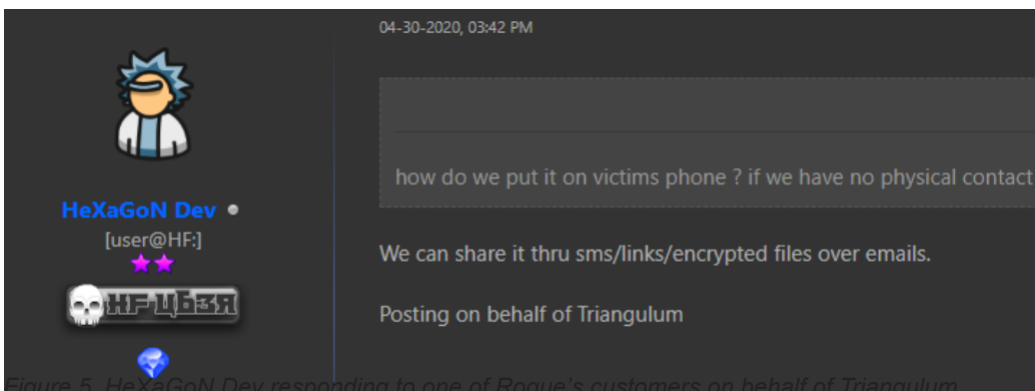 04-30-2020, 03:42 PM
how do we put it on victims phone ? if we have no physical contact
HeXaGoN Dev
[user@HF:]
HF ЦБЗЯ
We can share it thru sms/links/encrypted files over emails.
Posting on behalf of Triangulum
Figure 5. HeXaGoN Dev responding to one of Rogue's customers on behalf of Triangulum